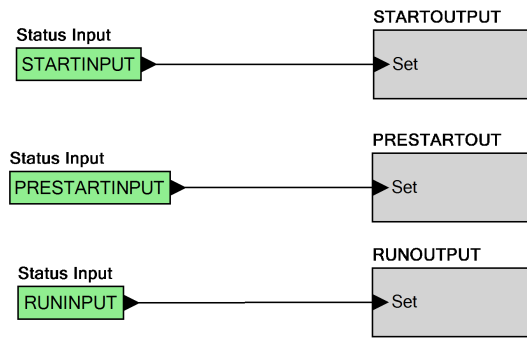 STARTOUTPUT
Status Input
STARTINPUT
Set
PRESTARTOUT
Status Input
PRESTARTINPUT
Set
RUNOUTPUT
Status Input
RUNINPUT
Set